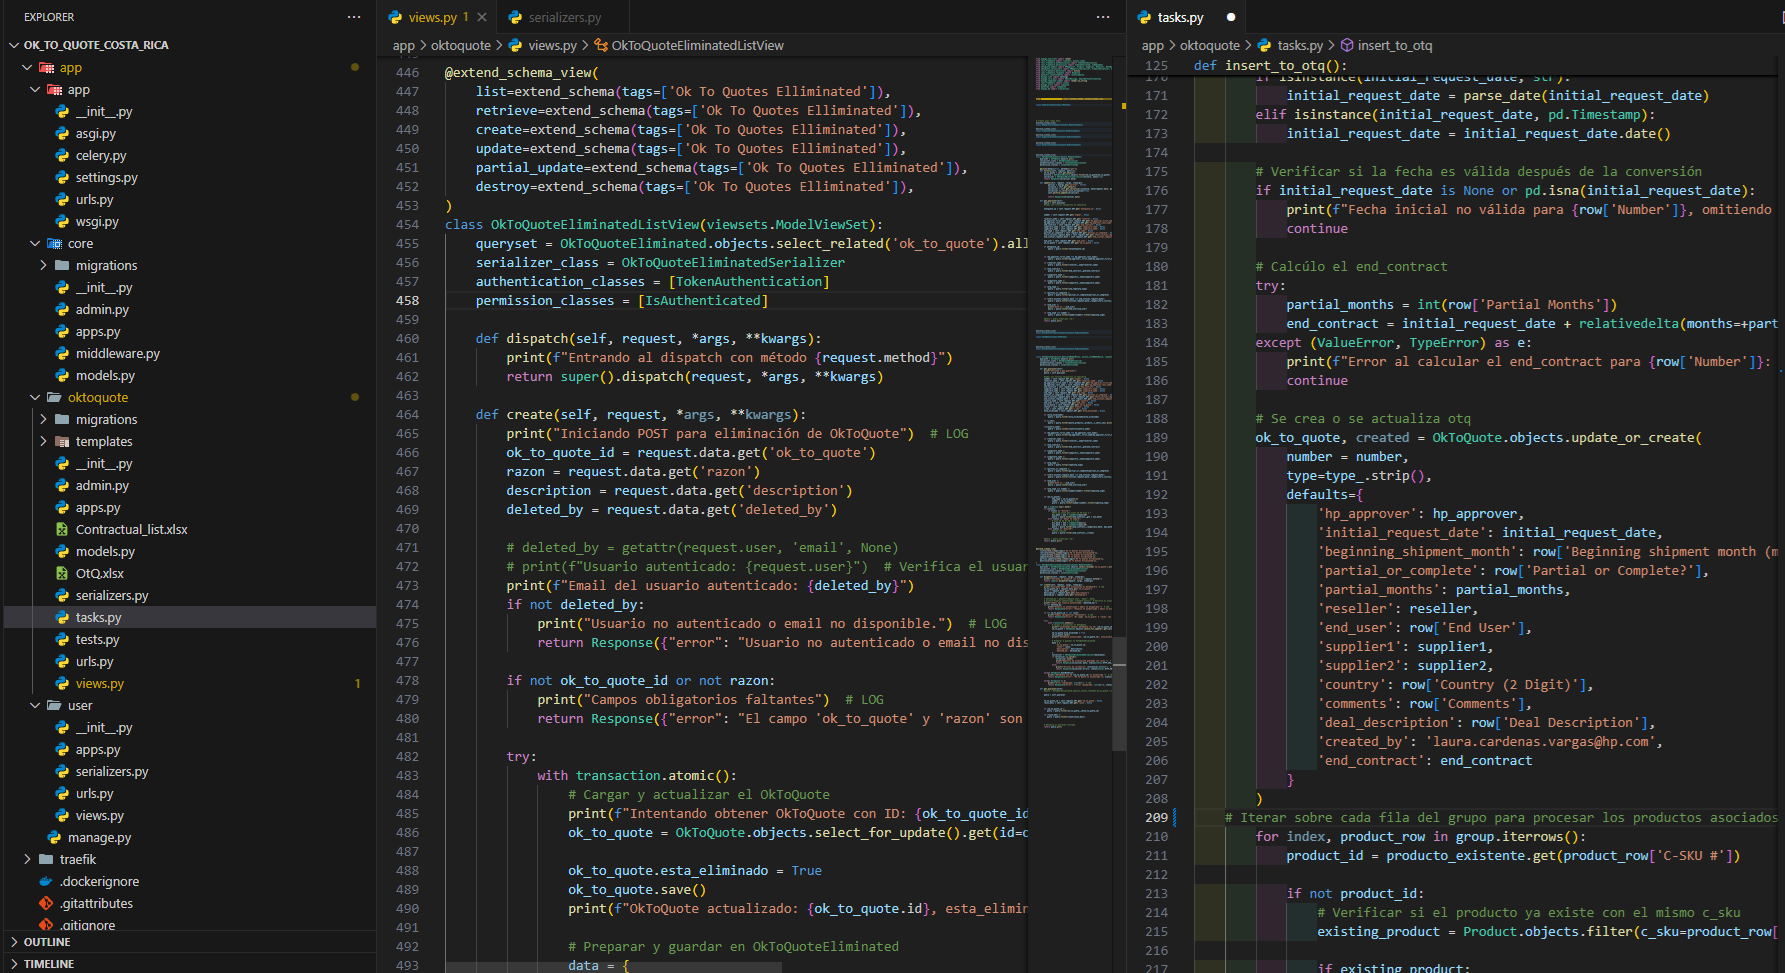 EXPLORER
OK_TO_QUOTE_COSTA_RICA
app
app
__init__.py
asgi.py
celery.py
settings.py
urls.py
wsgi.py
core
migrations
__init__.py
admin.py
apps.py
middleware.py
models.py
oktoquote
migrations
templates
__init__.py
admin.py
apps.py
Contractual_list.xlsx
models.py
OtQ.xlsx
serializers.py
tasks.py
tests.py
urls.py
views.py 1
user
__init__.py
apps.py
serializers.py
urls.py
views.py
manage.py
traefik
.dockerignore
.gitattributes
.gitignore
OUTLINE
TIMELINE
views.py 1
serializers.py
app > oktoquote > views.py > OkToQuoteEliminatedListView
446 @extend_schema_view(
447 list=extend_schema(tags=['Ok To Quotes Elliminated']),
448 retrieve=extend_schema(tags=['Ok To Quotes Elliminated']),
449 create=extend_schema(tags=['Ok To Quotes Elliminated']),
450 update=extend_schema(tags=['Ok To Quotes Elliminated']),
451 partial_update=extend_schema(tags=['Ok To Quotes Elliminated']),
452 destroy=extend_schema(tags=['Ok To Quotes Elliminated']),
453 )
454 class OkToQuoteEliminatedListView(viewsets.ModelViewSet):
455 queryset = OkToQuoteEliminated.objects.select_related('ok_to_quote').all
456 serializer_class = OkToQuoteEliminatedSerializer
457 authentication_classes = [TokenAuthentication]
458 permission_classes = [IsAuthenticated]
459
460 def dispatch(self, request, *args, **kwargs):
461 print(f"Entrando al dispatch con método {request.method}")
462 return super().dispatch(request, *args, **kwargs)
463
464 def create(self, request, *args, **kwargs):
465 print("Iniciando POST para eliminación de OkToQuote")  # LOG
466 ok_to_quote_id = request.data.get('ok_to_quote')
467 razon = request.data.get('razon')
468 description = request.data.get('description')
469 deleted_by = request.data.get('deleted_by')
470
471 # deleted_by = getattr(request.user, 'email', None)
472 # print(f"Usuario autenticado: {request.user}")  # Verifica el usuar
473 print(f"Email del usuario autenticado: {deleted_by}")
474 if not deleted_by:
475 print("Usuario no autenticado o email no disponible.")  # LOG
476 return Response({"error": "Usuario no autenticado o email no dis
477
478 if not ok_to_quote_id or not razon:
479 print("Campos obligatorios faltantes")  # LOG
480 return Response({"error": "El campo 'ok_to_quote' y 'razon' son
481
482 try:
483 with transaction.atomic():
484 # Cargar y actualizar el OkToQuote
485 print(f"Intentando obtener OkToQuote con ID: {ok_to_quote_id
486 ok_to_quote = OkToQuote.objects.select_for_update().get(id=o
487
488 ok_to_quote.esta_eliminado = True
489 ok_to_quote.save()
490 print(f"OkToQuote actualizado: {ok_to_quote.id}, esta_elimin
491
492 # Preparar y guardar en OkToQuoteEliminated
493 data = {
tasks.py
app > oktoquote > tasks.py > insert_to_otq
125 def insert_to_otq():
170 if isinstance(initial_request_date, str):
171 initial_request_date = parse_date(initial_request_date)
172 elif isinstance(initial_request_date, pd.Timestamp):
173 initial_request_date = initial_request_date.date()
174
175 # Verificar si la fecha es válida después de la conversión
176 if initial_request_date is None or pd.isna(initial_request_date):
177 print(f"Fecha inicial no válida para {row['Number']}, omitiendo
178 continue
179
180 # Calcúlo el end_contract
181 try:
182 partial_months = int(row['Partial Months'])
183 end_contract = initial_request_date + relativedelta(months=+part
184 except (ValueError, TypeError) as e:
185 print(f"Error al calcular el end_contract para {row['Number']}:
186 continue
187
188 # Se crea o se actualiza otq
189 ok_to_quote, created = OkToQuote.objects.update_or_create(
190 number = number,
191 type=type_.strip(),
192 defaults={
193 'hp_approver': hp_approver,
194 'initial_request_date': initial_request_date,
195 'beginning_shipment_month': row['Beginning shipment month (m
196 'partial_or_complete': row['Partial or Complete?'],
197 'partial_months': partial_months,
198 'reseller': reseller,
199 'end_user': row['End User'],
200 'supplier1': supplier1,
201 'supplier2': supplier2,
202 'country': row['Country (2 Digit)'],
203 'comments': row['Comments'],
204 'deal_description': row['Deal Description'],
205 'created_by': 'laura.cardenas.vargas@hp.com',
206 'end_contract': end_contract
207 }
208 )
209 # Iterar sobre cada fila del grupo para procesar los productos asociados
210 for index, product_row in group.iterrows():
211 product_id = producto_existente.get(product_row['C-SKU #'])
212
213 if not product_id:
214 # Verificar si el producto ya existe con el mismo c_sku
215 existing_product = Product.objects.filter(c_sku=product_row[
216
217 if existing_product: